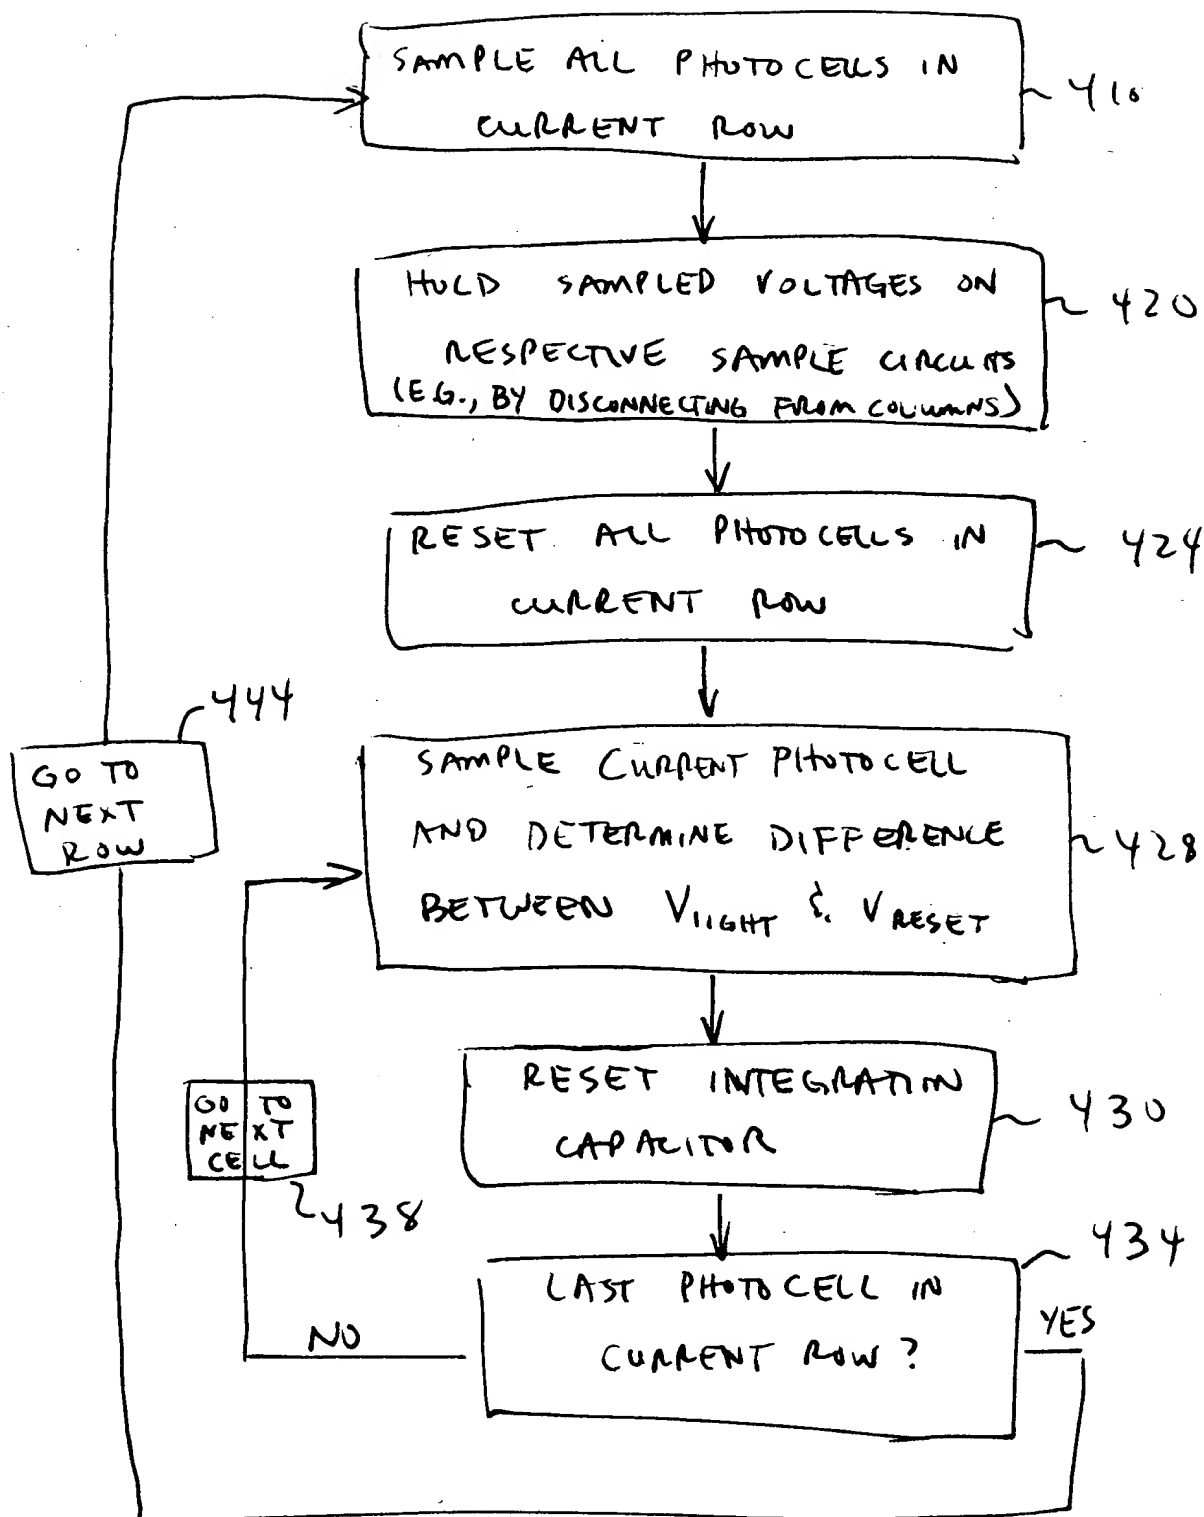 SAMPLE ALL PHOTOCELLS IN
CURRENT ROW
410
HOLD SAMPLED VOLTAGES ON
RESPECTIVE SAMPLE CIRCUITS
(E.G., BY DISCONNECTING FROM COLUMNS)
420
RESET ALL PHOTOCELLS IN
CURRENT ROW
424
444
GO TO
NEXT
ROW
SAMPLE CURRENT PHOTOCELL
AND DETERMINE DIFFERENCE
BETWEEN VLIGHT & VRESET
428
RESET INTEGRATION
CAPACITOR
430
GO TO
NEXT
CELL
438
LAST PHOTOCELL IN
CURRENT ROW?
434
NO
YES